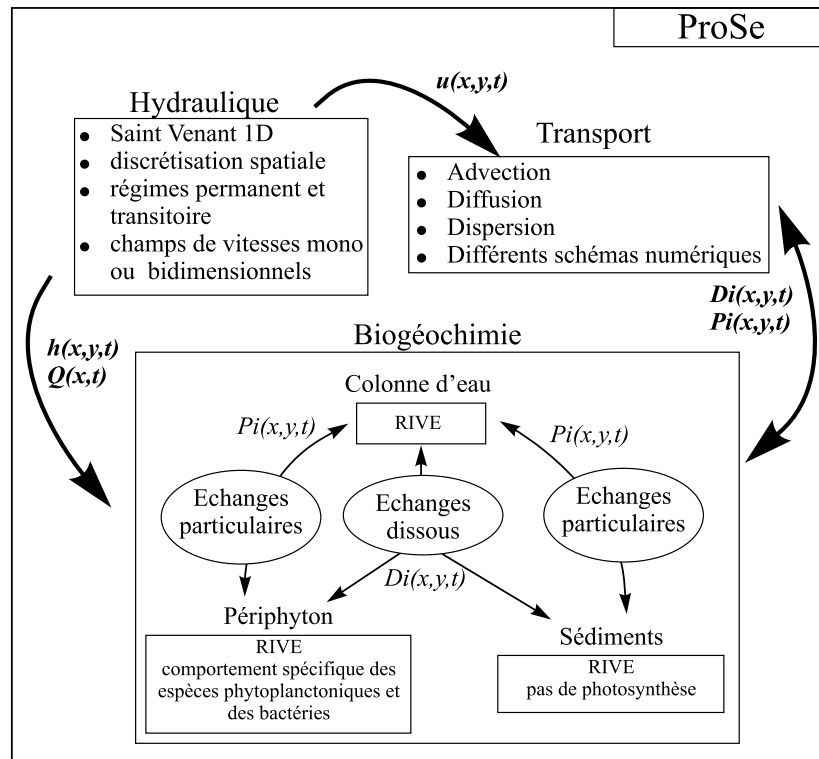 ProSe
Hydraulique
● Saint Venant 1D
● discrétisation spatiale
● régimes permanent et
transitoire
● champs de vitesses mono
ou bidimensionnels
u(x,y,t)
Transport
● Advection
● Diffusion
● Dispersion
● Différents schémas numériques
h(x,y,t)
Q(x,t)
Di(x,y,t)
Pi(x,y,t)
Biogéochimie
Colonne d'eau
RIVE
Pi(x,y,t)
Pi(x,y,t)
Echanges
particulaires
Echanges
dissous
Echanges
particulaires
Di(x,y,t)
Périphyton
RIVE
comportement spécifique des
espèces phytoplanctoniques et
des bactéries
Sédiments
RIVE
pas de photosynthèse